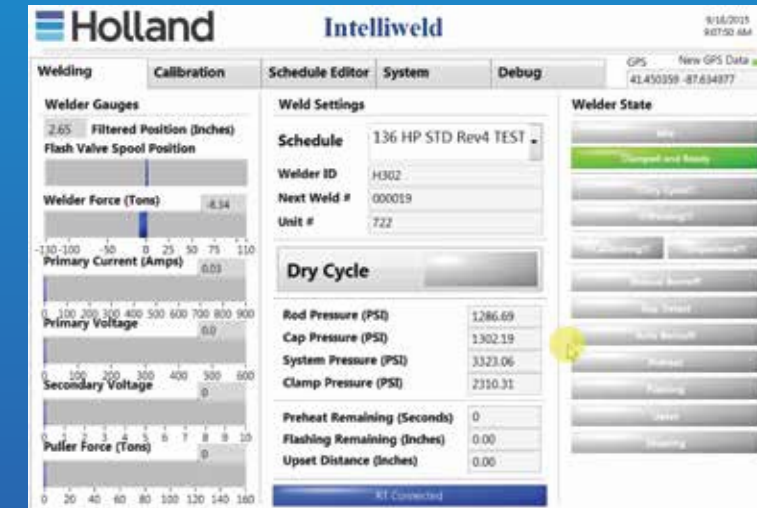 Holland
Intelliweld
9/16/2015
9:07:50 AM
Welding Calibration Schedule Editor System Debug
GPS New GPS Data
41.450359 -87.634977
Welder Gauges
2.65 Filtered Position (Inches)
Flash Valve Spool Position
Welder Force (Tons) -8.34
-130 -100 -50 0 25 50 75 110
Primary Current (Amps) 0.03
0 100 200 300 400 500 600 700 800 900
Primary Voltage 0.0
0 100 200 300 400 500 600
Secondary Voltage 0
0 1 2 3 4 5 6 7 8 9 10
Puller Force (Tons) 0
0 20 40 60 80 100 120 140 160
Weld Settings
Schedule 136 HP STD Rev4 TEST
Welder ID H302
Next Weld # 000019
Unit # 722
Dry Cycle
Rod Pressure (PSI) 1286.69
Cap Pressure (PSI) 1302.19
System Pressure (PSI) 3323.06
Clamp Pressure (PSI) 2310.31
Preheat Remaining (Seconds) 0
Flashing Remaining (Inches) 0.00
Upset Distance (Inches) 0.00
RT Connected
Welder State
Clamped and Ready
Preheat
Flashing
Upset